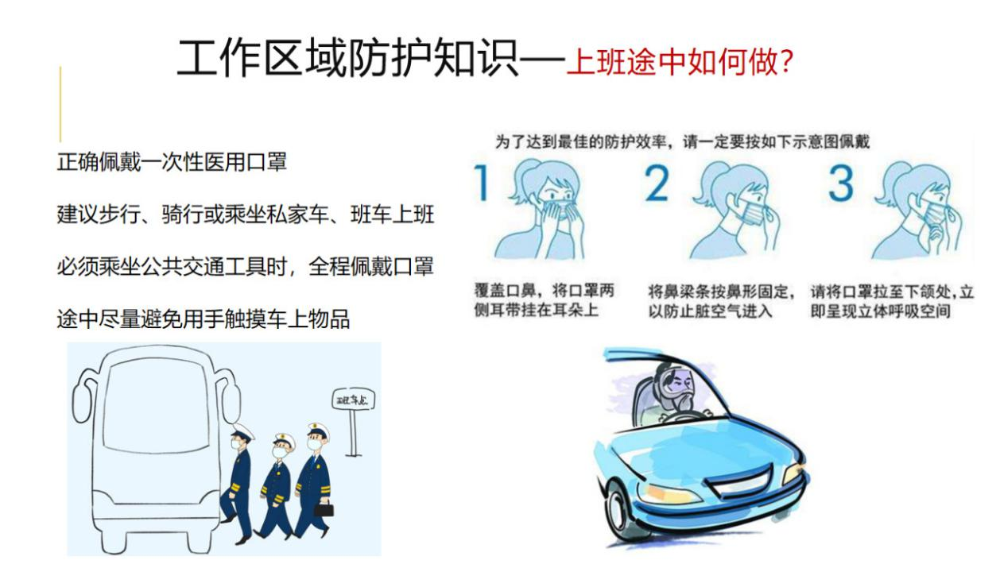 工作区域防护知识—上班途中如何做？
正确佩戴一次性医用口罩
建议步行、骑行或乘坐私家车、班车上班
必须乘坐公共交通工具时，全程佩戴口罩
途中尽量避免用手触摸车上物品
为了达到最佳的防护效率，请一定要按如下示意图佩戴
1
覆盖口鼻，将口罩两
侧耳带挂在耳朵上
2
将鼻梁条按鼻形固定，
以防止脏空气进入
3
请将口罩拉至下颌处，立
即呈现立体呼吸空间
班车点